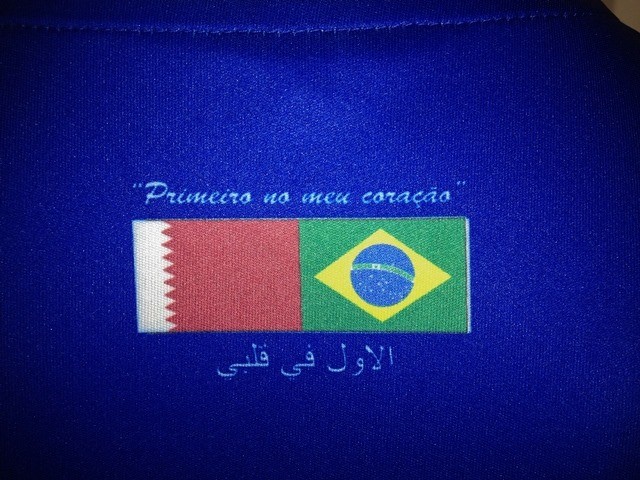 "Primeiro no meu coração"
الاول في قلبي